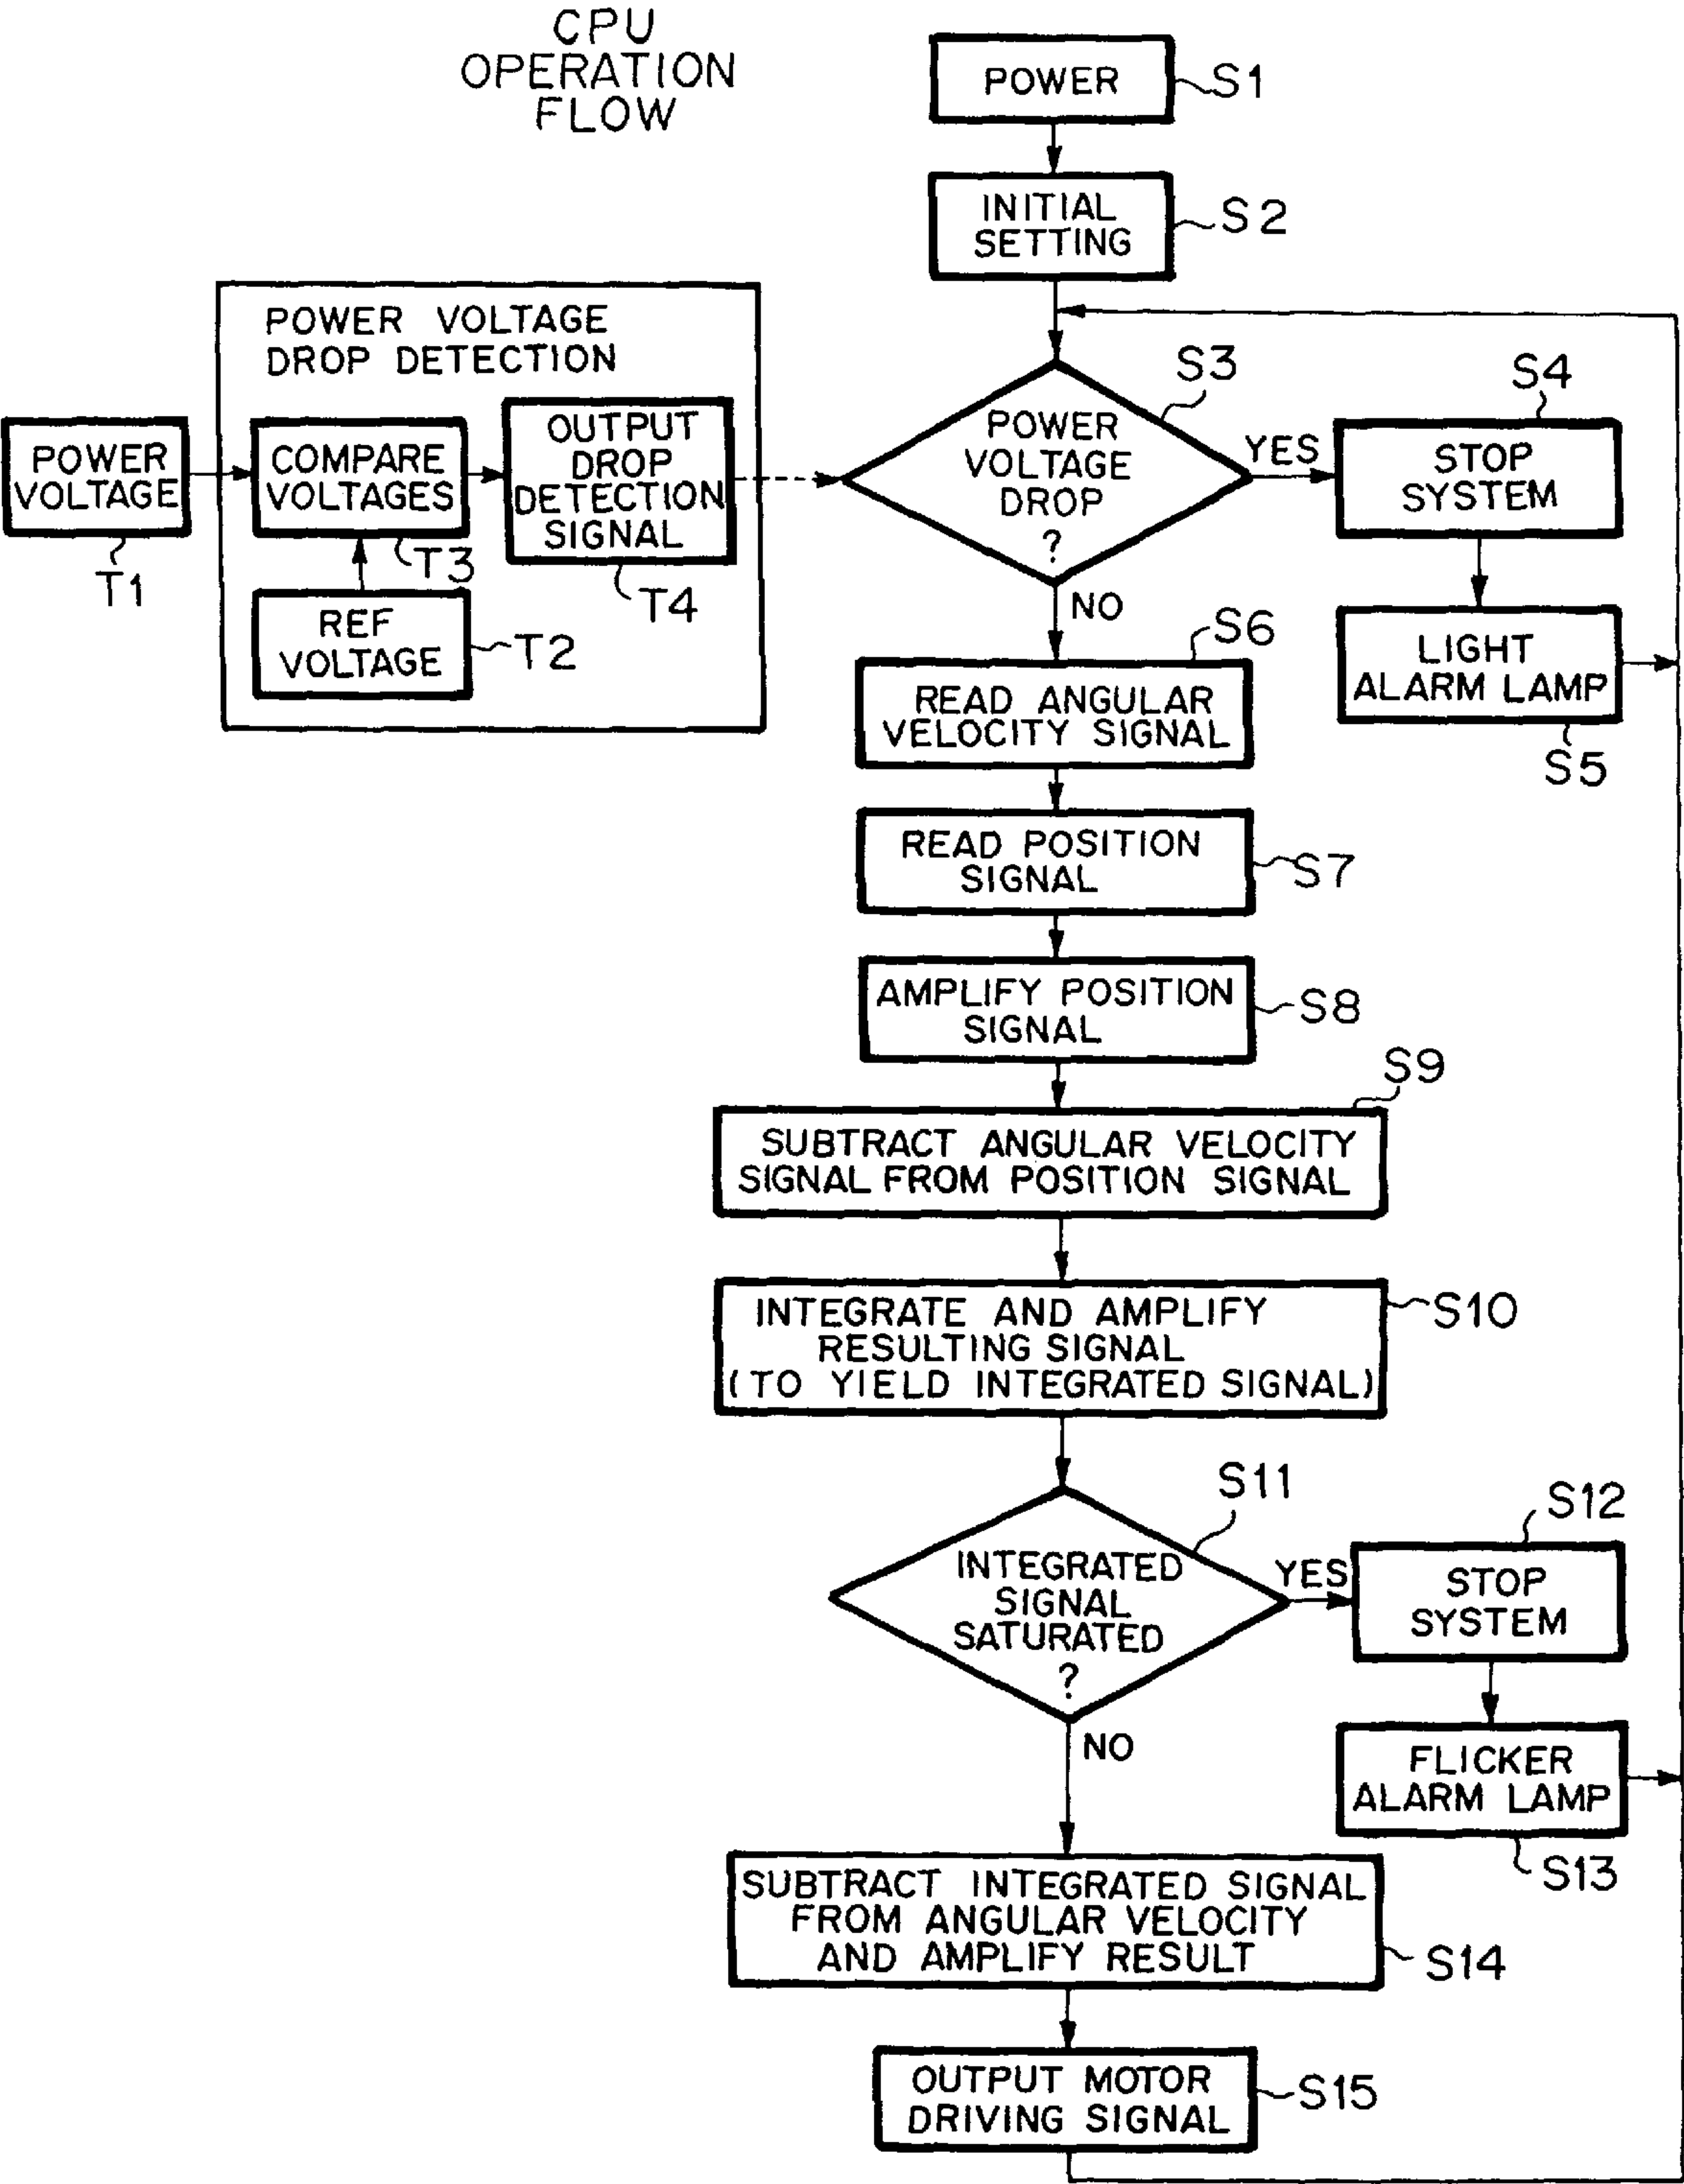 CPU
OPERATION
FLOW
POWER
S1
INITIAL
SETTING
S2
POWER VOLTAGE
DROP DETECTION
POWER
VOLTAGE
T1
COMPARE
VOLTAGES
T3
REF
VOLTAGE
T2
OUTPUT
DROP
DETECTION
SIGNAL
T4
POWER
VOLTAGE
DROP
?
S3
YES
NO
STOP
SYSTEM
S4
LIGHT
ALARM LAMP
S5
READ ANGULAR
VELOCITY SIGNAL
S6
READ POSITION
SIGNAL
S7
AMPLIFY POSITION
SIGNAL
S8
SUBTRACT ANGULAR VELOCITY
SIGNAL FROM POSITION SIGNAL
S9
INTEGRATE AND AMPLIFY
RESULTING SIGNAL
(TO YIELD INTEGRATED SIGNAL)
S10
INTEGRATED
SIGNAL
SATURATED
?
S11
YES
NO
STOP
SYSTEM
S12
FLICKER
ALARM LAMP
S13
SUBTRACT INTEGRATED SIGNAL
FROM ANGULAR VELOCITY
AND AMPLIFY RESULT
S14
OUTPUT MOTOR
DRIVING SIGNAL
S15